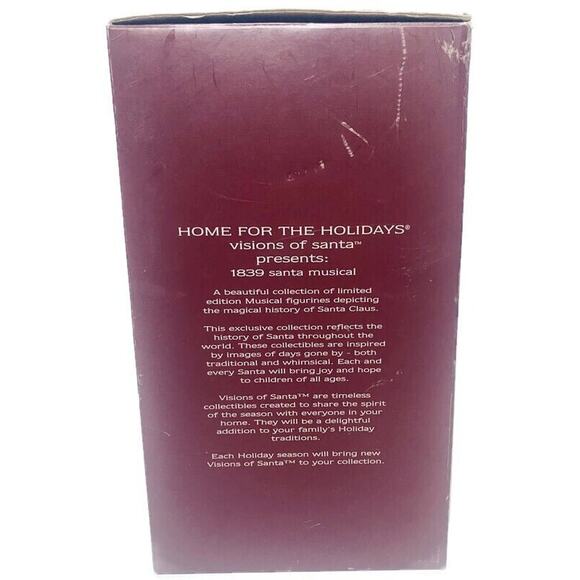 HOME FOR THE HOLIDAYS®
visions of santa™
presents:
1839 santa musical
A beautiful collection of limited
edition Musical figurines depicting
the magical history of Santa Claus.
This exclusive collection reflects the
history of Santa throughout the
world. These collectibles are inspired
by images of days gone by - both
traditional and whimsical. Each and
every Santa will bring joy and hope
to children of all ages.
Visions of Santa™ are timeless
collectibles created to share the spirit
of the season with everyone in your
home. They will be a delightful
addition to your family's Holiday
traditions.
Each Holiday season will bring new
Visions of Santa™ to your collection.